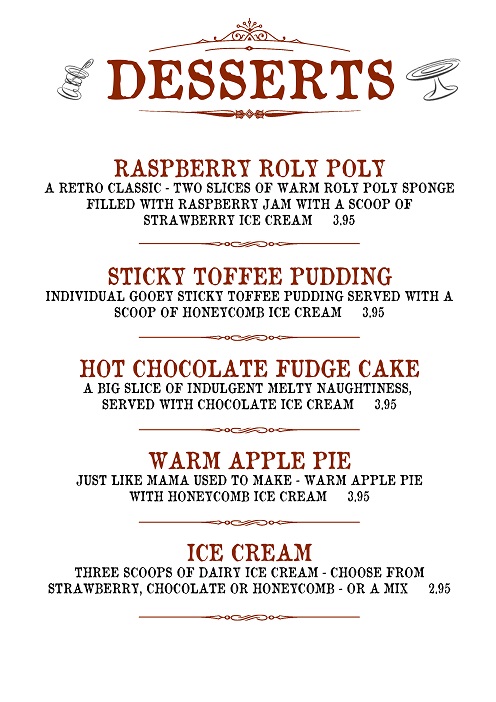 DESSERTS
RASPBERRY ROLY POLY
A RETRO CLASSIC - TWO SLICES OF WARM ROLY POLY SPONGE
FILLED WITH RASPBERRY JAM WITH A SCOOP OF
STRAWBERRY ICE CREAM 3.95
STICKY TOFFEE PUDDING
INDIVIDUAL GOOEY STICKY TOFFEE PUDDING SERVED WITH A
SCOOP OF HONEYCOMB ICE CREAM 3.95
HOT CHOCOLATE FUDGE CAKE
A BIG SLICE OF INDULGENT MELTY NAUGHTINESS,
SERVED WITH CHOCOLATE ICE CREAM 3.95
WARM APPLE PIE
JUST LIKE MAMA USED TO MAKE - WARM APPLE PIE
WITH HONEYCOMB ICE CREAM 3.95
ICE CREAM
THREE SCOOPS OF DAIRY ICE CREAM - CHOOSE FROM
STRAWBERRY, CHOCOLATE OR HONEYCOMB - OR A MIX 2.95